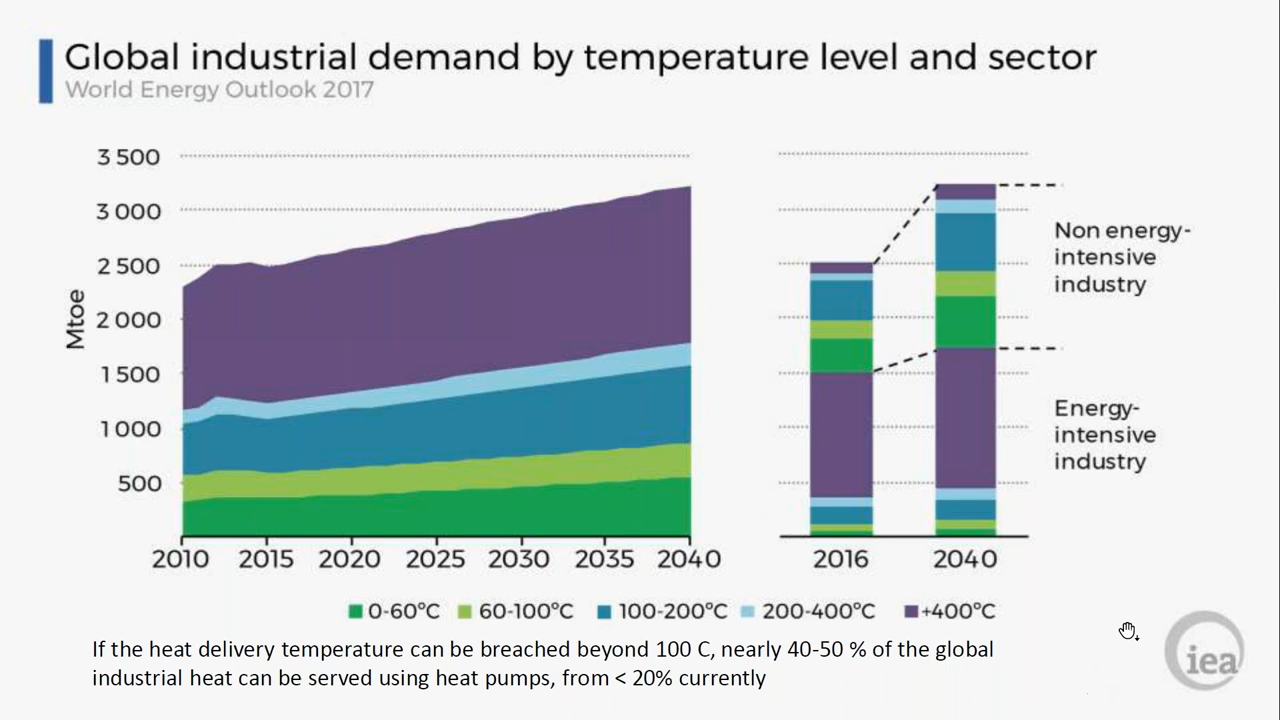 Global industrial demand by temperature level and sector
World Energy Outlook 2017
Mtoe
3 500
3 000
2 500
2 000
1 500
1 000
500
2010 2015 2020 2025 2030 2035 2040
Non energy-
intensive
industry
Energy-
intensive
industry
2016 2040
0-60°C 60-100°C 100-200°C 200-400°C +400°C
If the heat delivery temperature can be breached beyond 100 C, nearly 40-50 % of the global
industrial heat can be served using heat pumps, from < 20% currently
iea